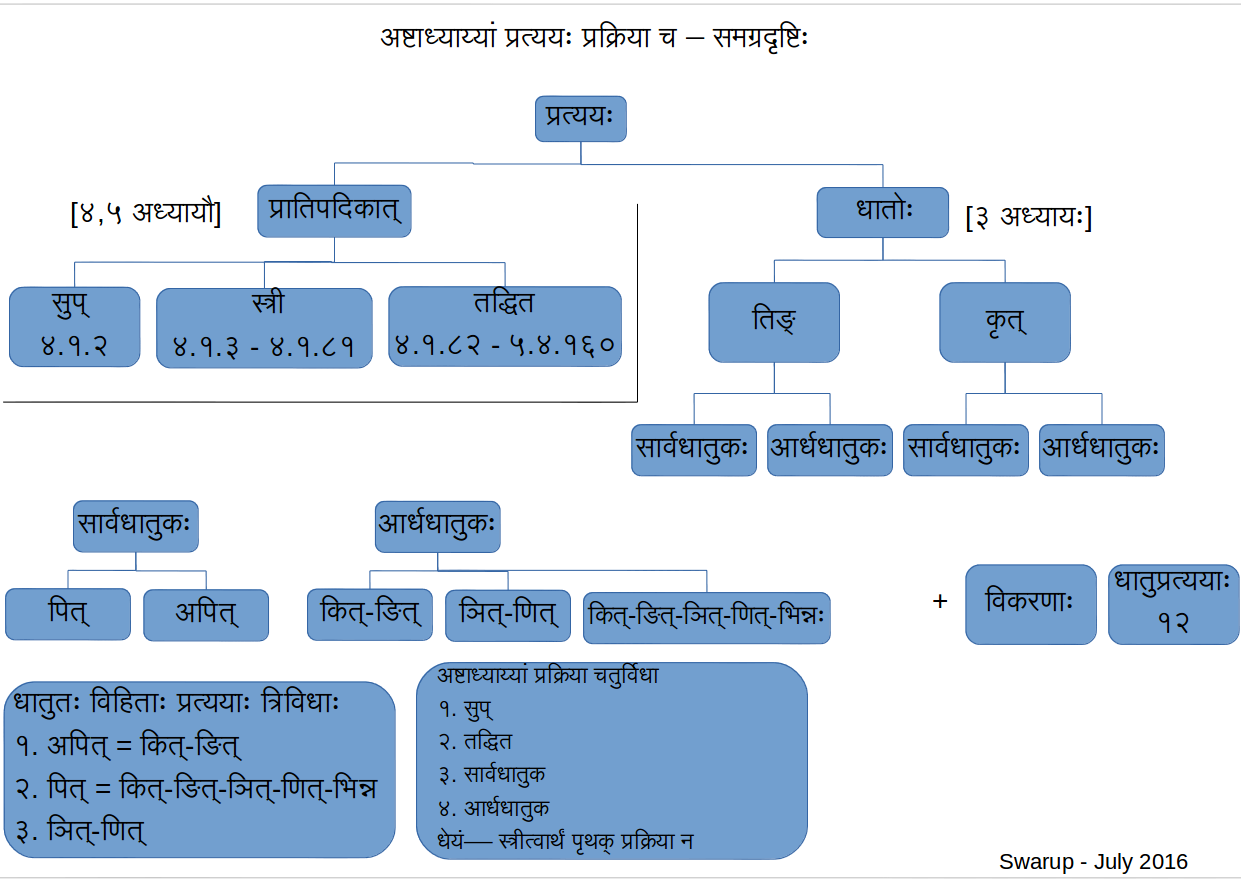 अष्टाध्याय्यां प्रत्ययः प्रक्रिया च – समग्रदृष्टिः
प्रत्ययः
[४,५ अध्यायौ]
प्रातिपदिकात्
धातोः
[३ अध्यायः]
सुप्
४.१.२
स्त्री
४.१.३ - ४.१.८१
तद्धित
४.१.८२ - ५.४.१६०
तिङ्
कृत्
सार्वधातुकः
आर्धधातुकः
सार्वधातुकः
आर्धधातुकः
सार्वधातुकः
आर्धधातुकः
पित्
अपित्
कित्-ङित्
ञित्-णित्
कित्-ङित्-ञित्-णित्-भिन्नः
+
विकरणाः
धातुप्रत्ययाः
१२
धातुतः विहिताः प्रत्ययाः त्रिविधाः
१. अपित् = कित्-ङित्
२. पित् = कित्-ङित्-ञित्-णित्-भिन्न
३. ञित्-णित्
अष्टाध्याय्यां प्रक्रिया चतुर्विधा
१. सुप्
२. तद्धित
३. सार्वधातुक
४. आर्धधातुक
धेयं— स्त्रीत्वार्थं पृथक् प्रक्रिया न
Swarup - July 2016